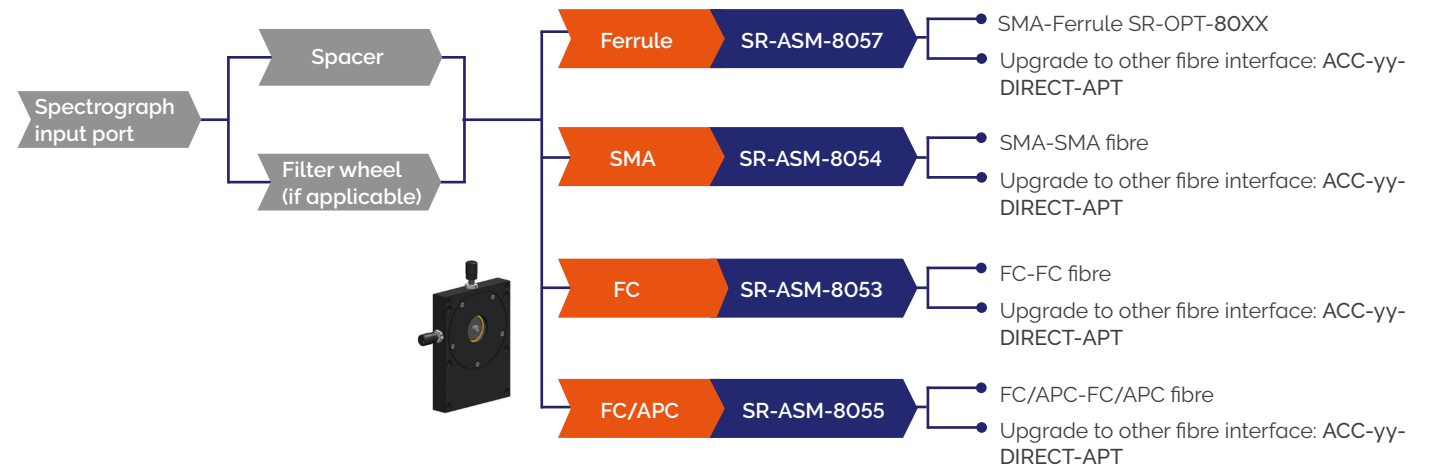 Spectrograph
input port
Spacer
Filter wheel
(if applicable)
Ferrule
SR-ASM-8057
SMA-Ferrule SR-OPT-80XX
Upgrade to other fibre interface: ACC-yy-
DIRECT-APT
SMA
SR-ASM-8054
SMA-SMA fibre
Upgrade to other fibre interface: ACC-yy-
DIRECT-APT
FC
SR-ASM-8053
FC-FC fibre
Upgrade to other fibre interface: ACC-yy-
DIRECT-APT
FC/APC
SR-ASM-8055
FC/APC-FC/APC fibre
Upgrade to other fibre interface: ACC-yy-
DIRECT-APT